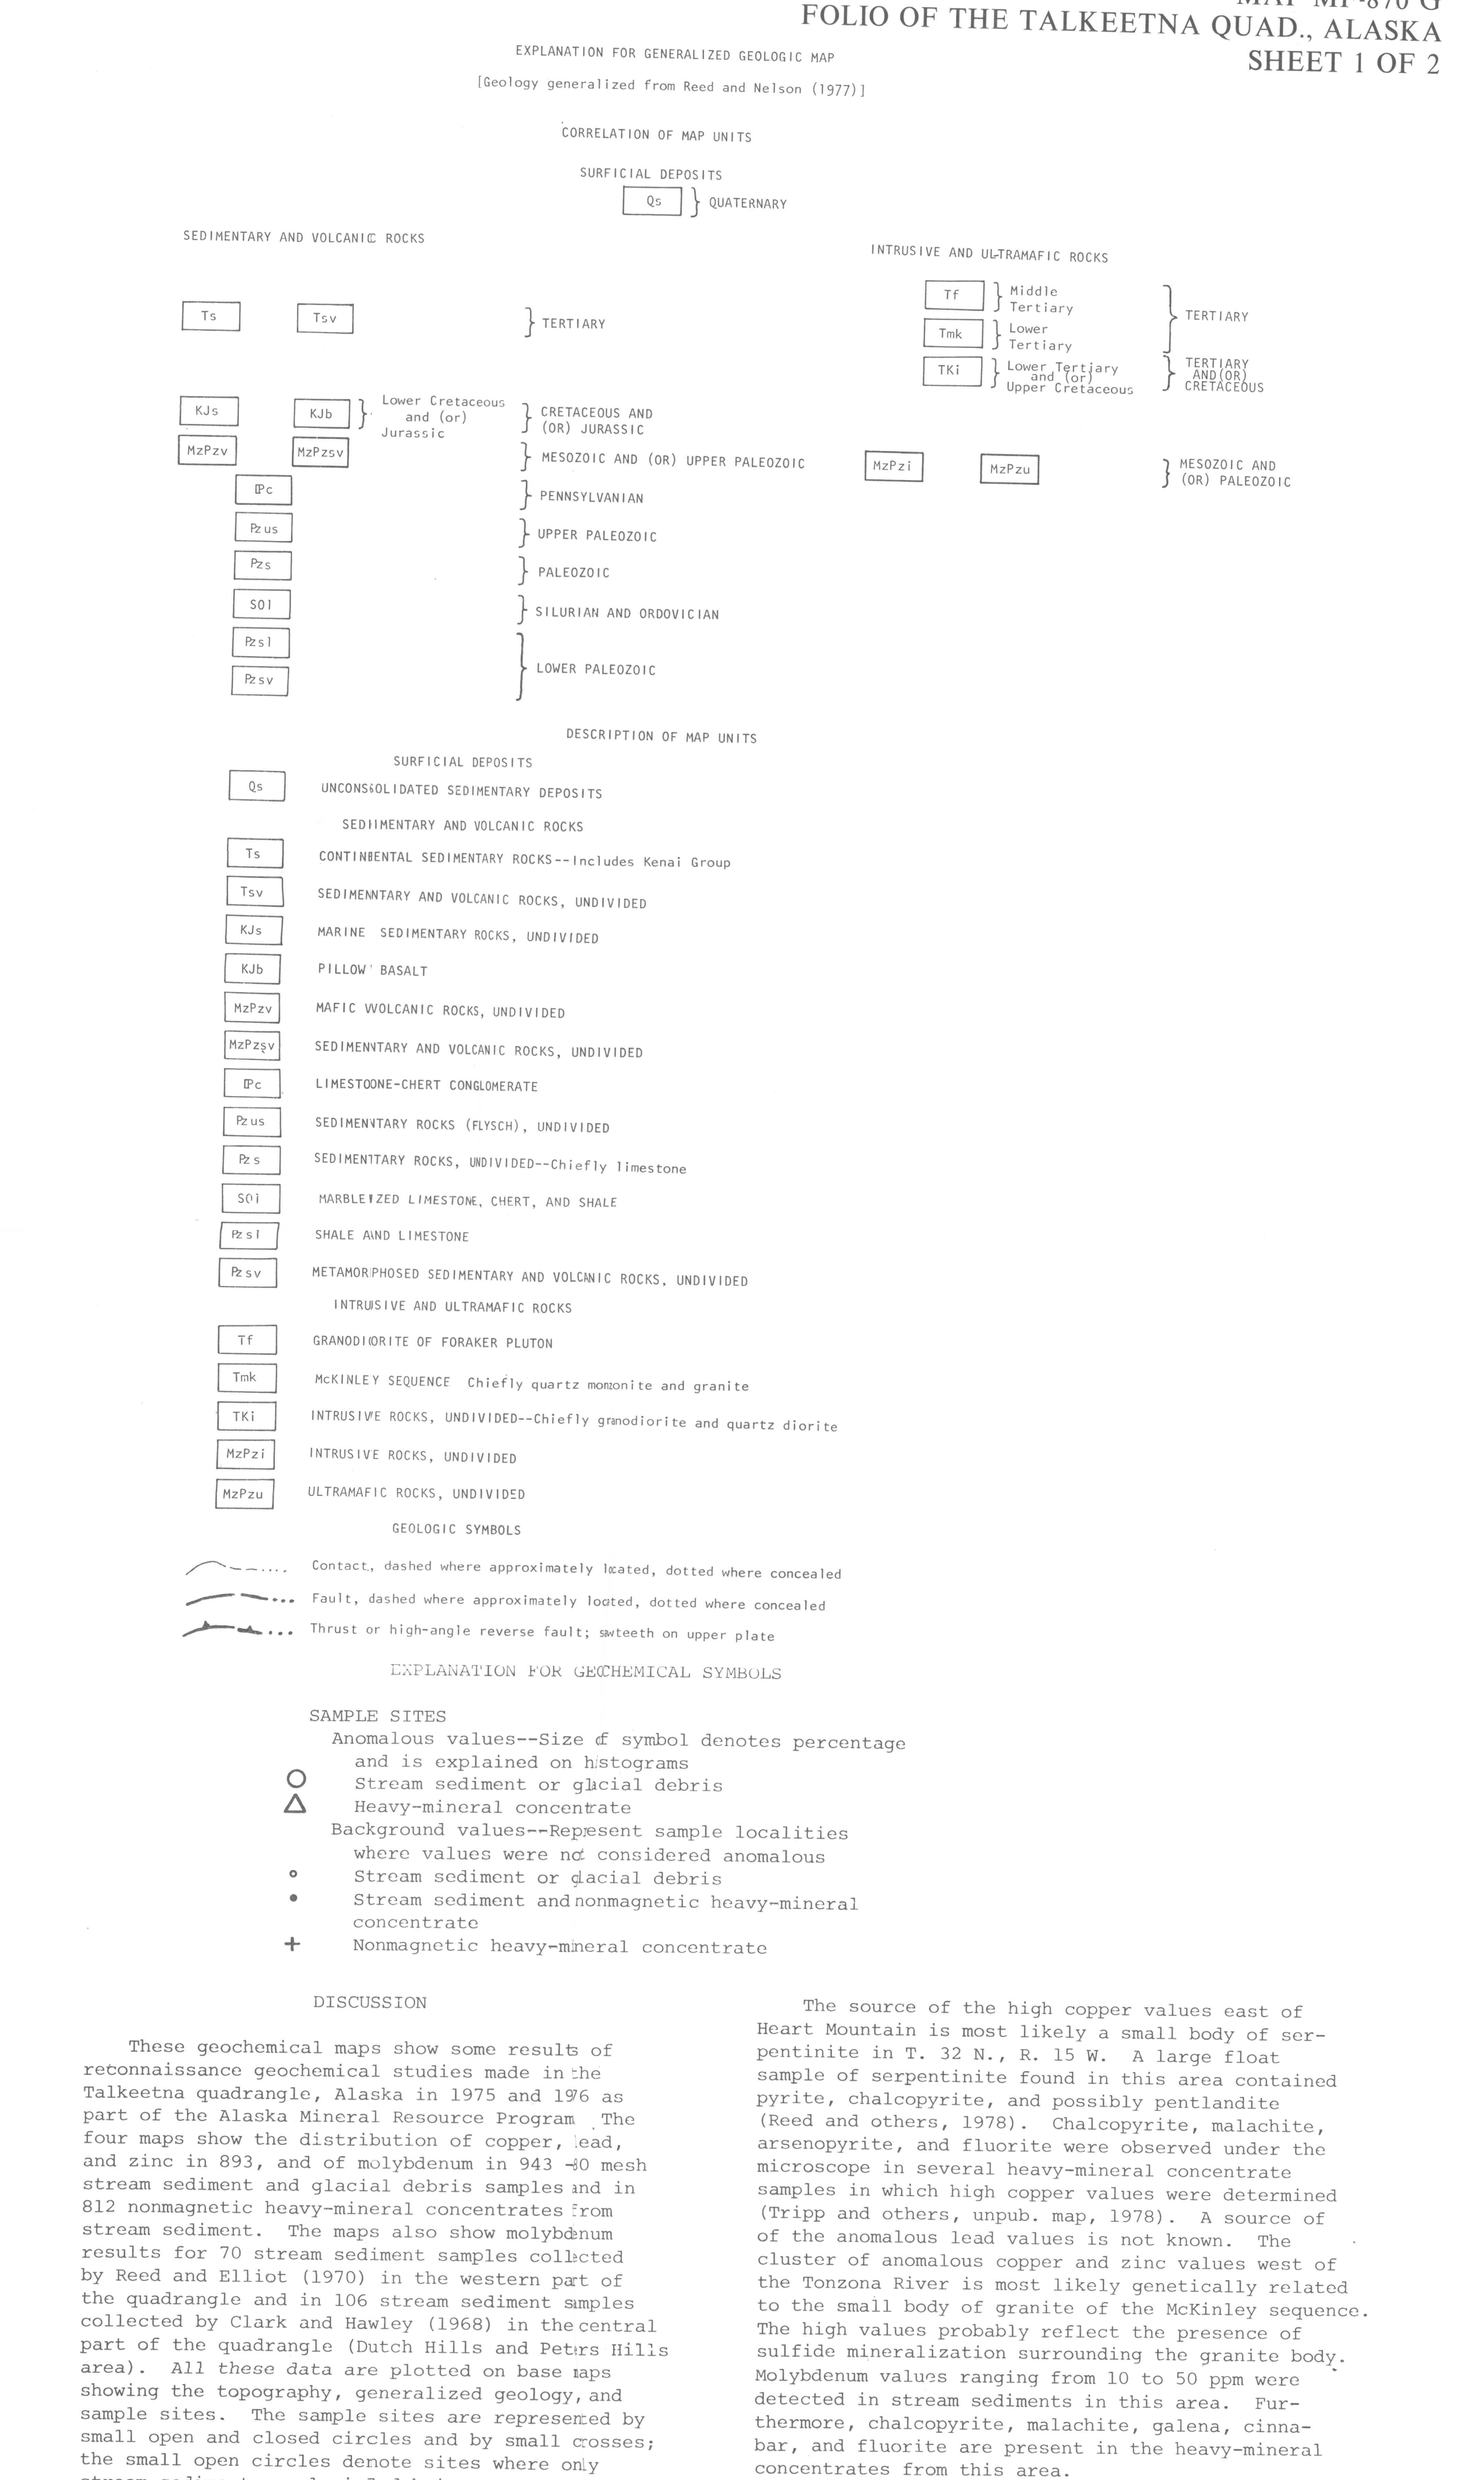 FOLIO OF THE TALKEETNA QUAD., ALASKA
SHEET 1 OF 2
EXPLANATION FOR GENERALIZED GEOLOGIC MAP
[Geology generalized from Reed and Nelson (1977)]
CORRELATION OF MAP UNITS
SURFICIAL DEPOSITS
Qs } QUATERNARY
SEDIMENTARY AND VOLCANIC ROCKS
INTRUSIVE AND ULTRAMAFIC ROCKS
Tf } Middle
Tertiary
Ts Tsv } TERTIARY
} TERTIARY
Tmk } Lower
Tertiary
TKi } Lower Tertiary
and (or)
Upper Cretaceous
} TERTIARY
AND(OR)
CRETACEOUS
KJs KJb } Lower Cretaceous
and (or)
Jurassic
} CRETACEOUS AND
(OR) JURASSIC
MzPzv MzPzsv } MESOZOIC AND (OR) UPPER PALEOZOIC
MzPzi MzPzu } MESOZOIC AND
(OR) PALEOZOIC
IPc } PENNSYLVANIAN
Pzus } UPPER PALEOZOIC
Pzs } PALEOZOIC
SOl } SILURIAN AND ORDOVICIAN
Pzsl
} LOWER PALEOZOIC
Pzsv
DESCRIPTION OF MAP UNITS
SURFICIAL DEPOSITS
Qs UNCONSOLIDATED SEDIMENTARY DEPOSITS
SEDIMENTARY AND VOLCANIC ROCKS
Ts CONTINENTAL SEDIMENTARY ROCKS--Includes Kenai Group
Tsv SEDIMENTARY AND VOLCANIC ROCKS, UNDIVIDED
KJs MARINE SEDIMENTARY ROCKS, UNDIVIDED
KJb PILLOW BASALT
MzPzv MAFIC VOLCANIC ROCKS, UNDIVIDED
MzPzsv SEDIMENTARY AND VOLCANIC ROCKS, UNDIVIDED
IPc LIMESTONE-CHERT CONGLOMERATE
Pzus SEDIMENTARY ROCKS (FLYSCH), UNDIVIDED
Pzs SEDIMENTARY ROCKS, UNDIVIDED--Chiefly limestone
SOl MARBLEIZED LIMESTONE, CHERT, AND SHALE
Pzsl SHALE AND LIMESTONE
Pzsv METAMORPHOSED SEDIMENTARY AND VOLCANIC ROCKS, UNDIVIDED
INTRUSIVE AND ULTRAMAFIC ROCKS
Tf GRANODIORITE OF FORAKER PLUTON
Tmk McKINLEY SEQUENCE Chiefly quartz monzonite and granite
TKi INTRUSIVE ROCKS, UNDIVIDED--Chiefly granodiorite and quartz diorite
MzPzi INTRUSIVE ROCKS, UNDIVIDED
MzPzu ULTRAMAFIC ROCKS, UNDIVIDED
GEOLOGIC SYMBOLS
Contact, dashed where approximately located, dotted where concealed
Fault, dashed where approximately located, dotted where concealed
Thrust or high-angle reverse fault; sawteeth on upper plate
EXPLANATION FOR GEOCHEMICAL SYMBOLS
SAMPLE SITES
Anomalous values--Size of symbol denotes percentage
and is explained on histograms
Stream sediment or glacial debris
Heavy-mineral concentrate
Background values--Represent sample localities
where values were not considered anomalous
Stream sediment or glacial debris
Stream sediment and nonmagnetic heavy-mineral
concentrate
Nonmagnetic heavy-mineral concentrate
DISCUSSION
These geochemical maps show some results of
reconnaissance geochemical studies made in the
Talkeetna quadrangle, Alaska in 1975 and 1976 as
part of the Alaska Mineral Resource Program. The
four maps show the distribution of copper, lead,
and zinc in 893, and of molybdenum in 943 -80 mesh
stream sediment and glacial debris samples and in
812 nonmagnetic heavy-mineral concentrates from
stream sediment. The maps also show molybdenum
results for 70 stream sediment samples collected
by Reed and Elliot (1970) in the western part of
the quadrangle and in 106 stream sediment samples
collected by Clark and Hawley (1968) in the central
part of the quadrangle (Dutch Hills and Peters Hills
area). All these data are plotted on base maps
showing the topography, generalized geology, and
sample sites. The sample sites are represented by
small open and closed circles and by small crosses;
the small open circles denote sites where only
The source of the high copper values east of
Heart Mountain is most likely a small body of ser-
pentinite in T. 32 N., R. 15 W. A large float
sample of serpentinite found in this area contained
pyrite, chalcopyrite, and possibly pentlandite
(Reed and others, 1978). Chalcopyrite, malachite,
arsenopyrite, and fluorite were observed under the
microscope in several heavy-mineral concentrate
samples in which high copper values were determined
(Tripp and others, unpub. map, 1978). A source of
of the anomalous lead values is not known. The
cluster of anomalous copper and zinc values west of
the Tonzona River is most likely genetically related
to the small body of granite of the McKinley sequence.
The high values probably reflect the presence of
sulfide mineralization surrounding the granite body.
Molybdenum values ranging from 10 to 50 ppm were
detected in stream sediments in this area. Fur-
thermore, chalcopyrite, malachite, galena, cinna-
bar, and fluorite are present in the heavy-mineral
concentrates from this area.